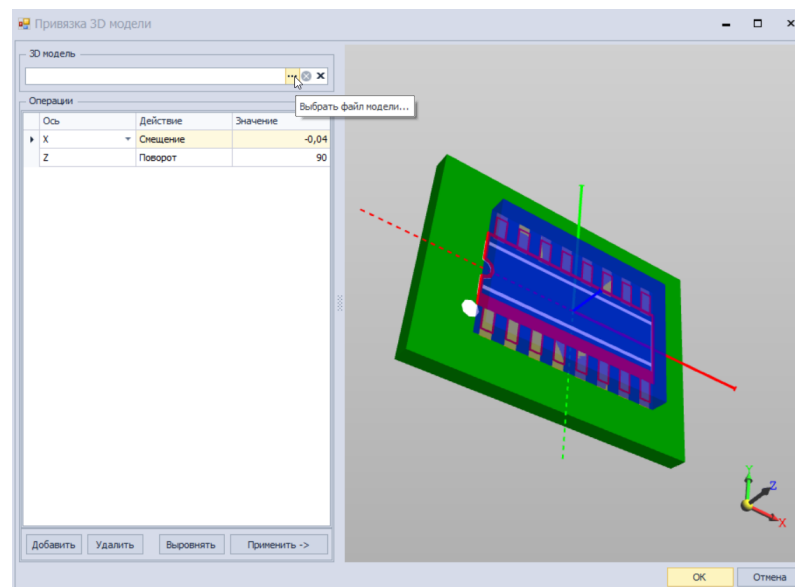 Привязка 3D модели
3D модель
Выбрать файл модели...
Операции
Ось Действие Значение
X Смещение -0,04
Z Поворот 90
Добавить Удалить Выровнять Применить ->
Y
Z
X
OK Отмена